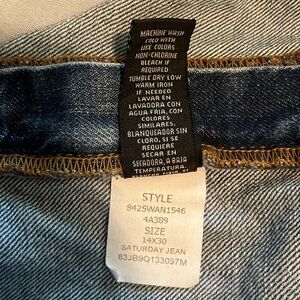 MACHINE WASH
COLD WITH
LIKE COLORS
NON-CHLORINE
BLEACH IF
REQUIRED
TUMBLE DRY LOW
WARM IRON
IF NEEDED
LAVAR EN
LAVADORA CON
AGUA FRIA, CON
COLORES
SIMILARES.
BLANQUEADOR SIN
CLORO, SI SE
REQUIERE
SECAR EN
SECADORA, A BAJA
TEMPERATURA.
STYLE
8425WAN1546
4A389
SIZE
14X30
SATURDAY JEAN
83JB9Q133097M